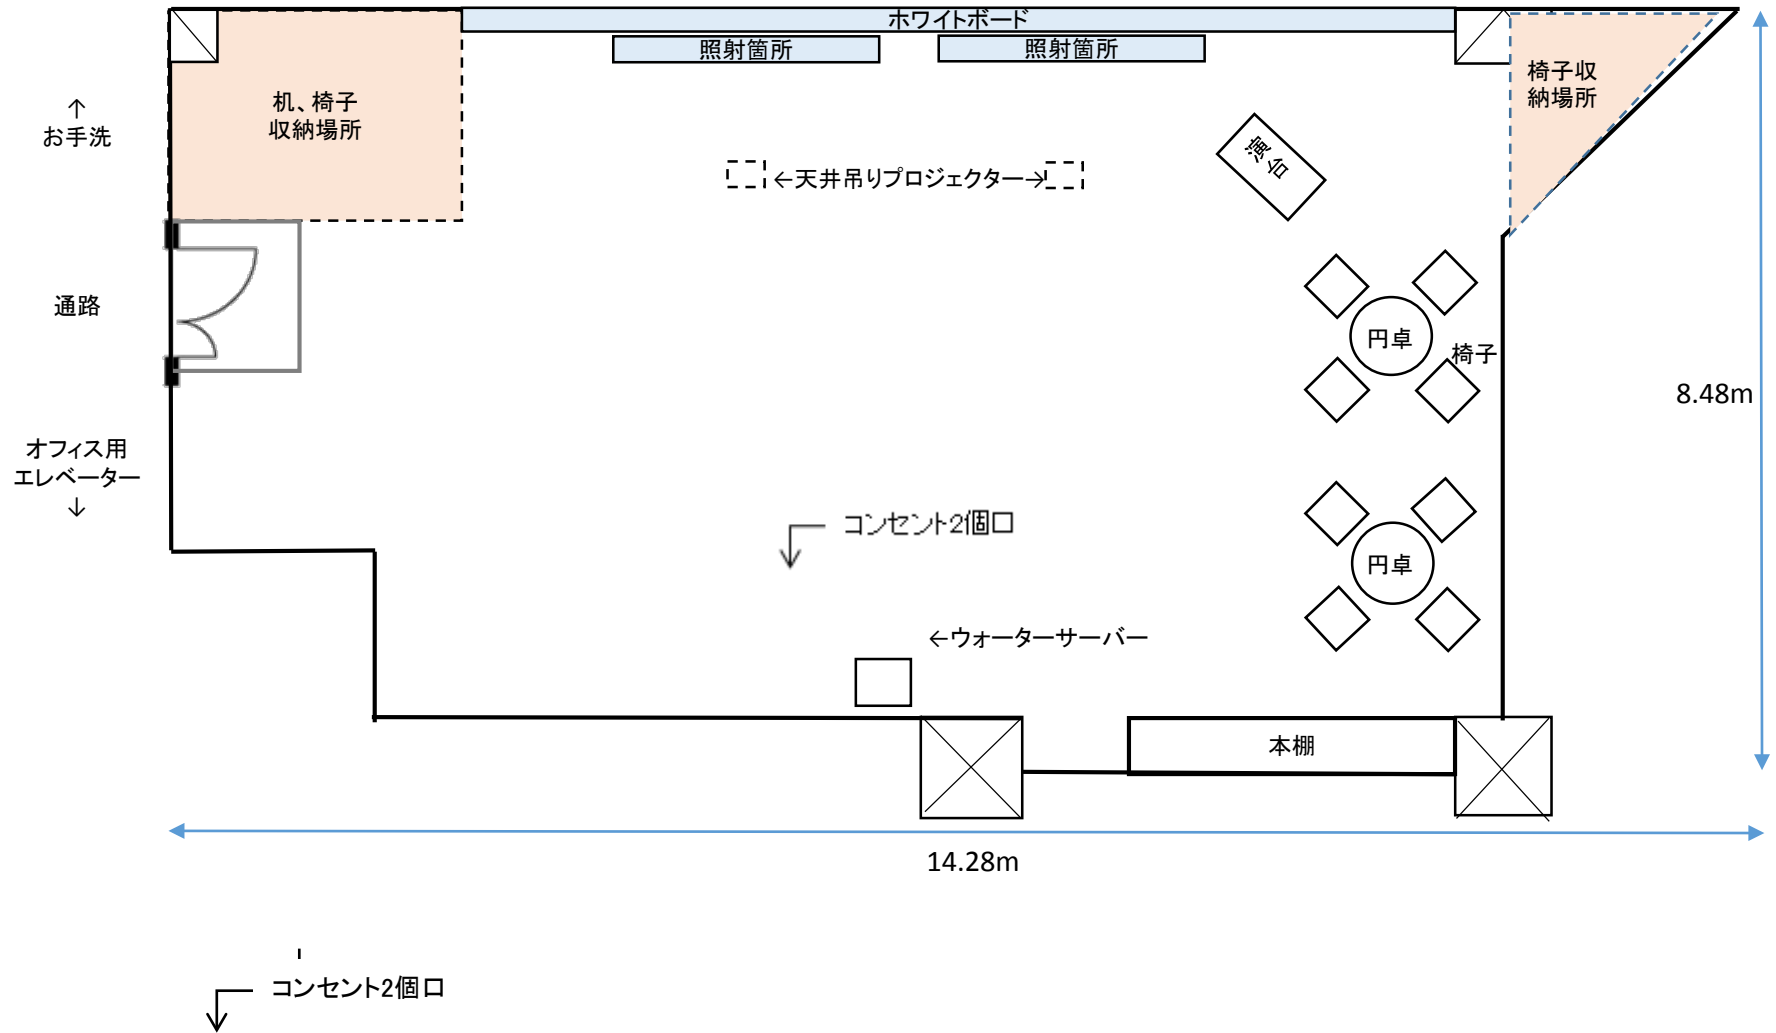 ホワイトボード
照射箇所
照射箇所
机、椅子
収納場所
椅子収
納場所
↑
お手洗
演台
←天井吊りプロジェクター→
通路
円卓
椅子
8.48m
オフィス用
エレベーター
↓
コンセント2個口
円卓
←ウォーターサーバー
本棚
14.28m
コンセント2個口